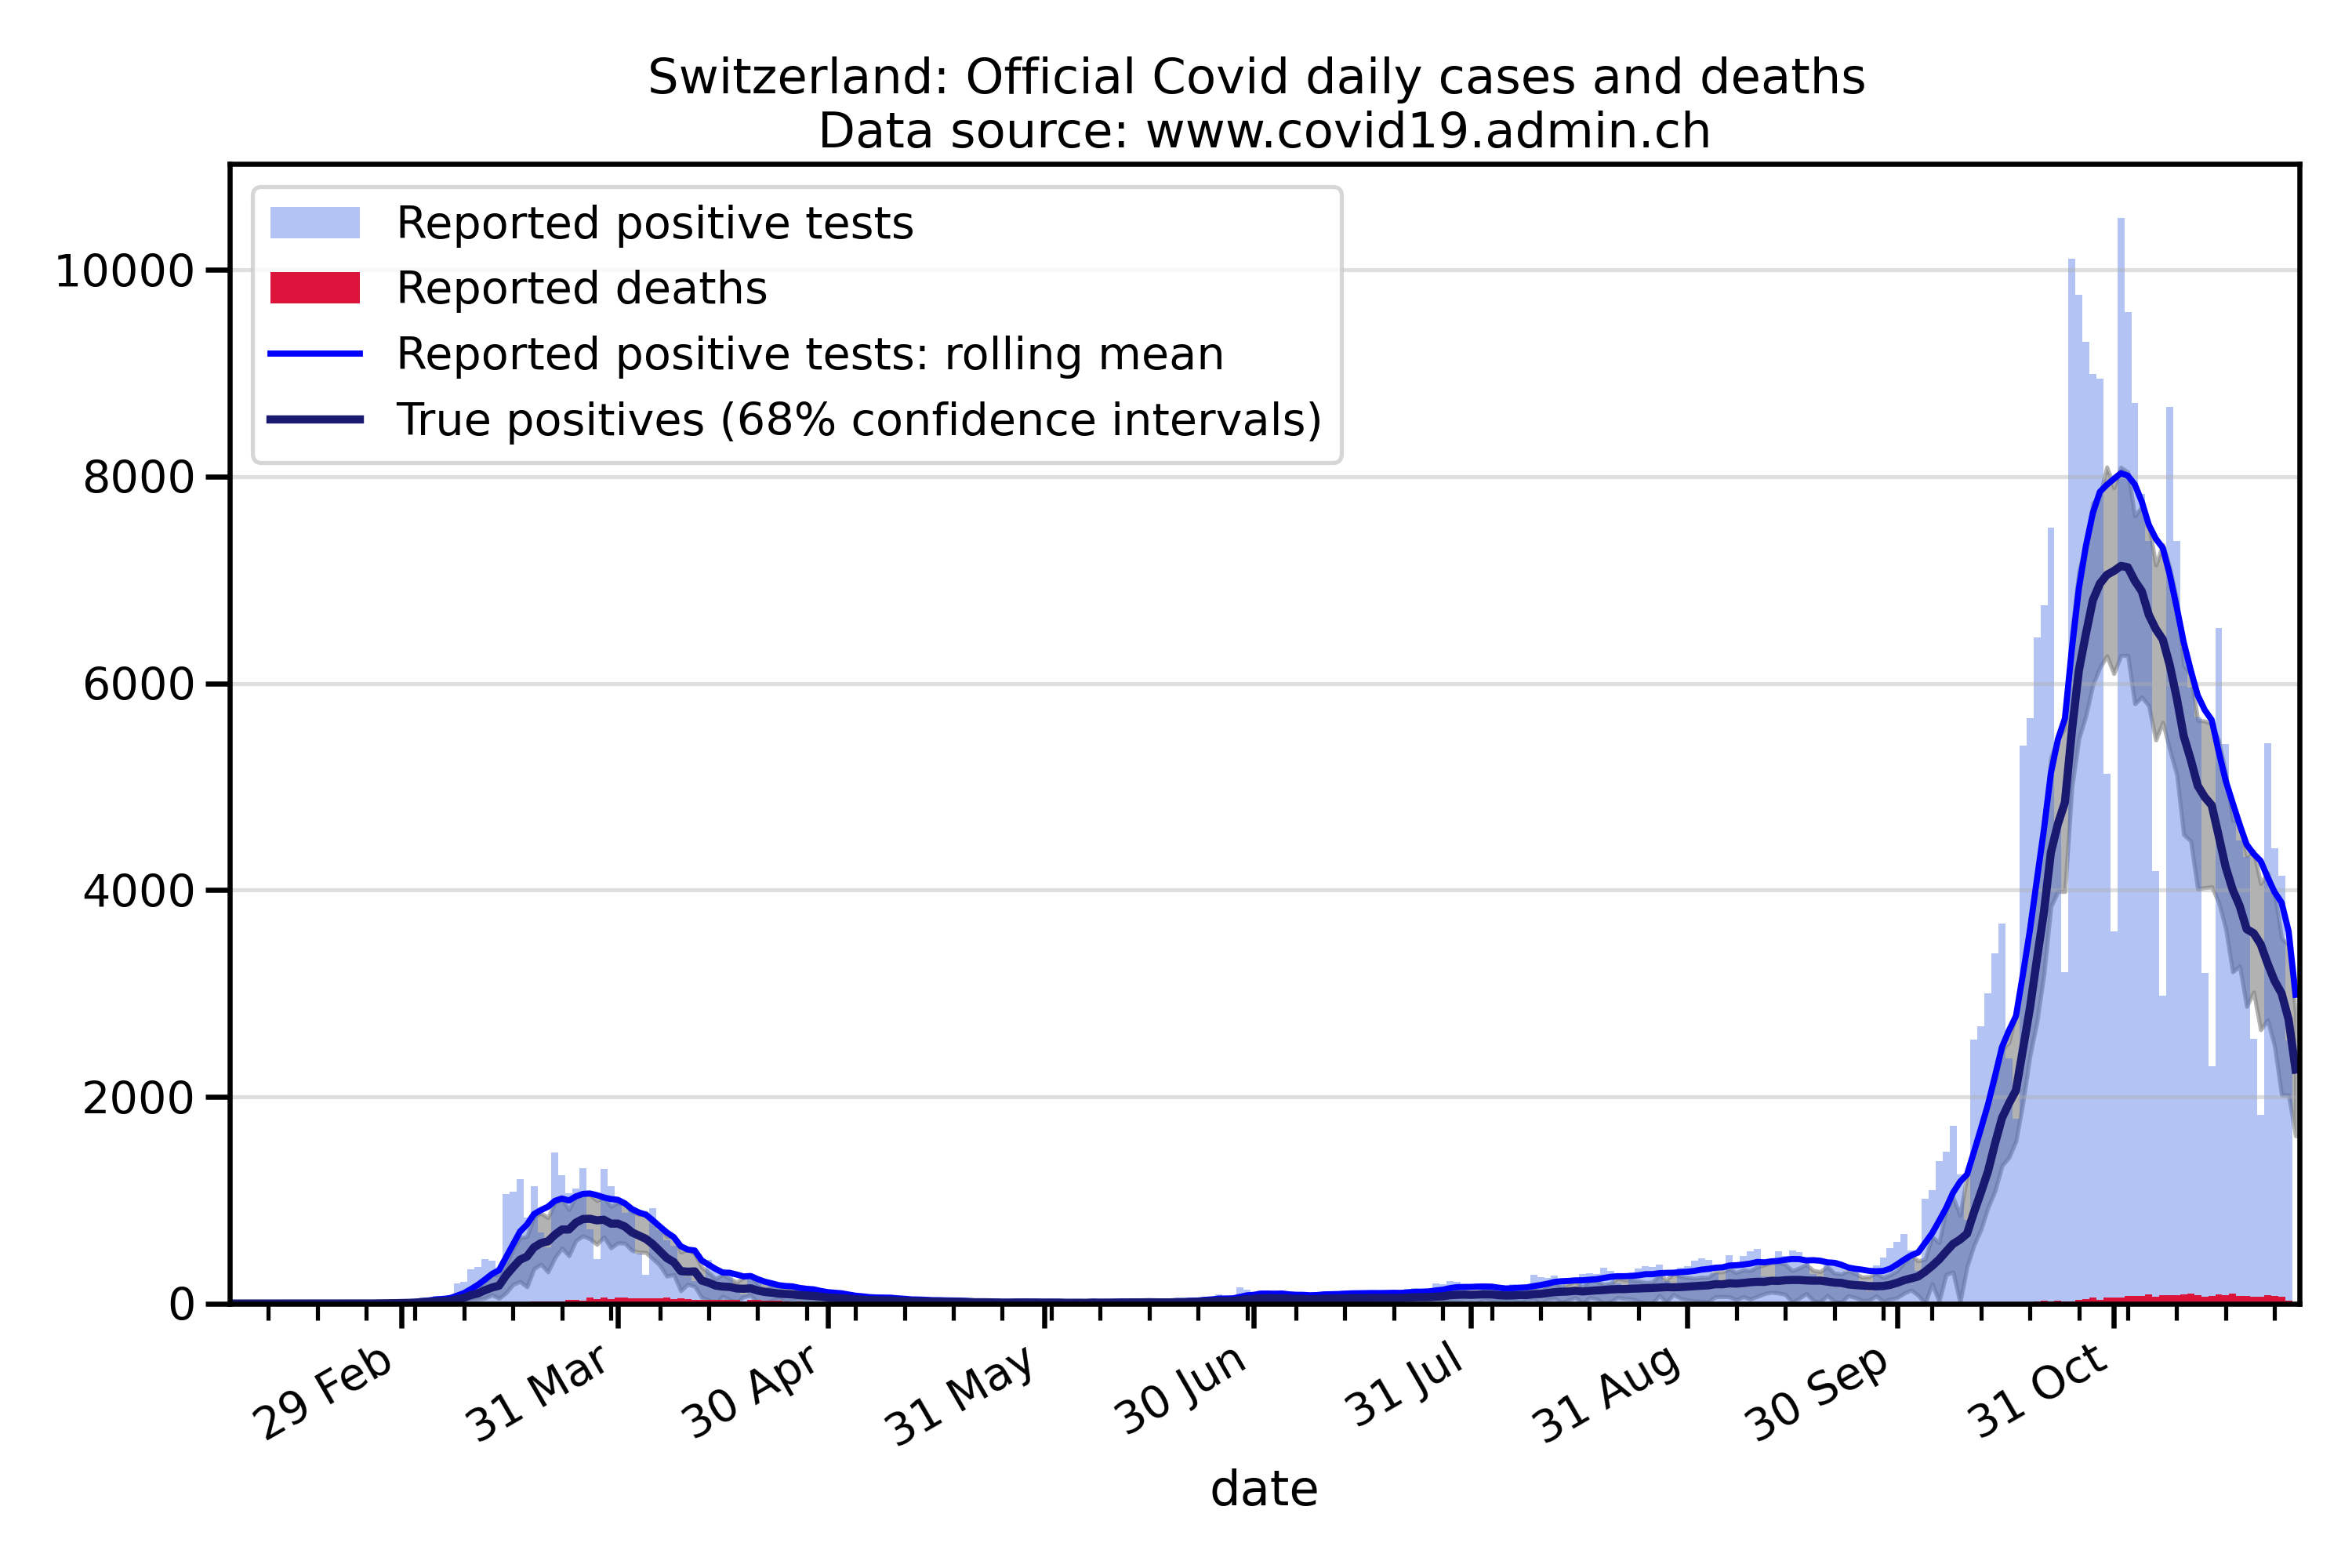 Switzerland: Official Covid daily cases and deaths
Data source: www.covid19.admin.ch
Reported positive tests
Reported deaths
Reported positive tests: rolling mean
True positives (68% confidence intervals)
10000
8000
6000
4000
2000
0
29 Feb
31 Mar
30 Apr
31 May
30 Jun
31 Jul
31 Aug
30 Sep
31 Oct
date